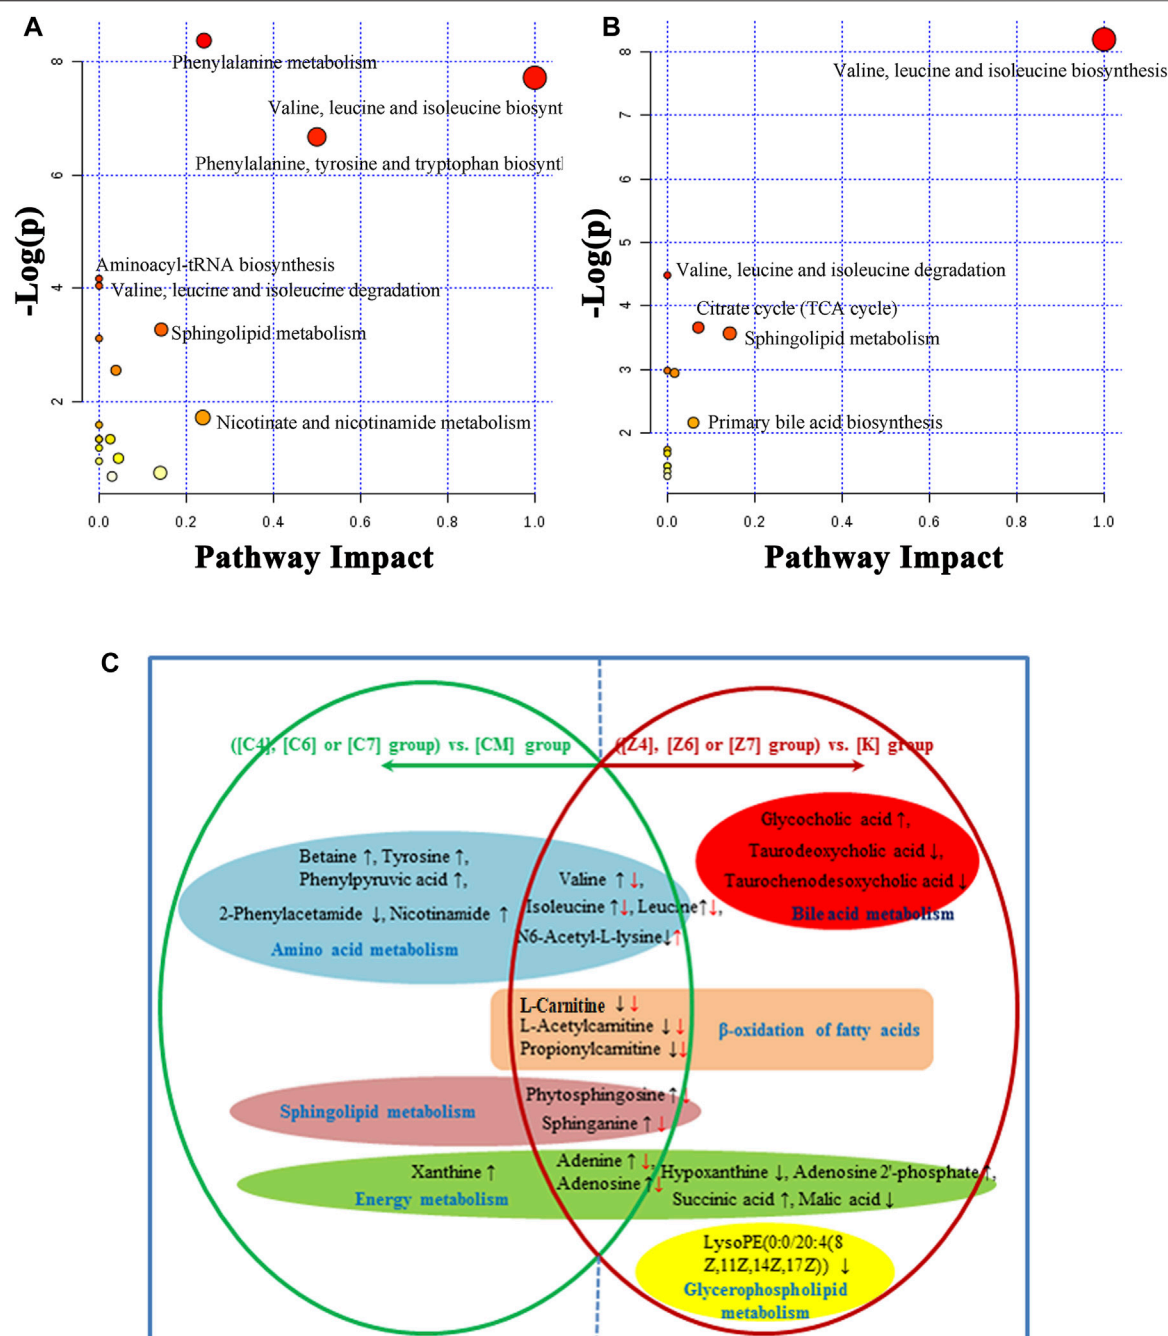 A
Phenylalanine metabolism
Valine, leucine and isoleucine biosynt
Phenylalanine, tyrosine and tryptophan biosyntl
Aminoacyl-tRNA biosynthesis
Valine, leucine and isoleucine degradation
Sphingolipid metabolism
Nicotinate and nicotinamide metabolism
-Log(p)
8
6
4
2
0.0 0.2 0.4 0.6 0.8 1.0
Pathway Impact
B
Valine, leucine and isoleucine biosynthesis
Valine, leucine and isoleucine degradation
Citrate cycle (TCA cycle)
Sphingolipid metabolism
Primary bile acid biosynthesis
-Log(p)
8
7
6
5
4
3
2
0.0 0.2 0.4 0.6 0.8 1.0
Pathway Impact
C
([C4], [C6] or [C7] group) vs. [CM] group
([Z4], [Z6] or [Z7] group) vs. [K] group
Betaine ↑, Tyrosine ↑,
Phenylpyruvic acid ↑,
2-Phenylacetamide ↓, Nicotinamide ↑
Amino acid metabolism
Valine ↑↓,
Isoleucine ↑↓, Leucine↑↓,
N6-Acetyl-L-lysine↓↑
Glycocholic acid ↑,
Taurodeoxycholic acid ↓,
Taurochenodesoxycholic acid ↓
Bile acid metabolism
L-Carnitine ↓↓
L-Acetylcarnitine ↓↓
Propionylcarnitine ↓↓
β-oxidation of fatty acids
Sphingolipid metabolism
Phytosphingosine ↑↓
Sphinganine ↑↓
Xanthine ↑
Energy metabolism
Adenine ↑↓,
Adenosine ↑↓
Hypoxanthine ↓, Adenosine 2'-phosphate↑,
Succinic acid ↑, Malic acid ↓
LysoPE(0:0/20:4(8
Z,11Z,14Z,17Z)) ↓
Glycerophospholipid
metabolism